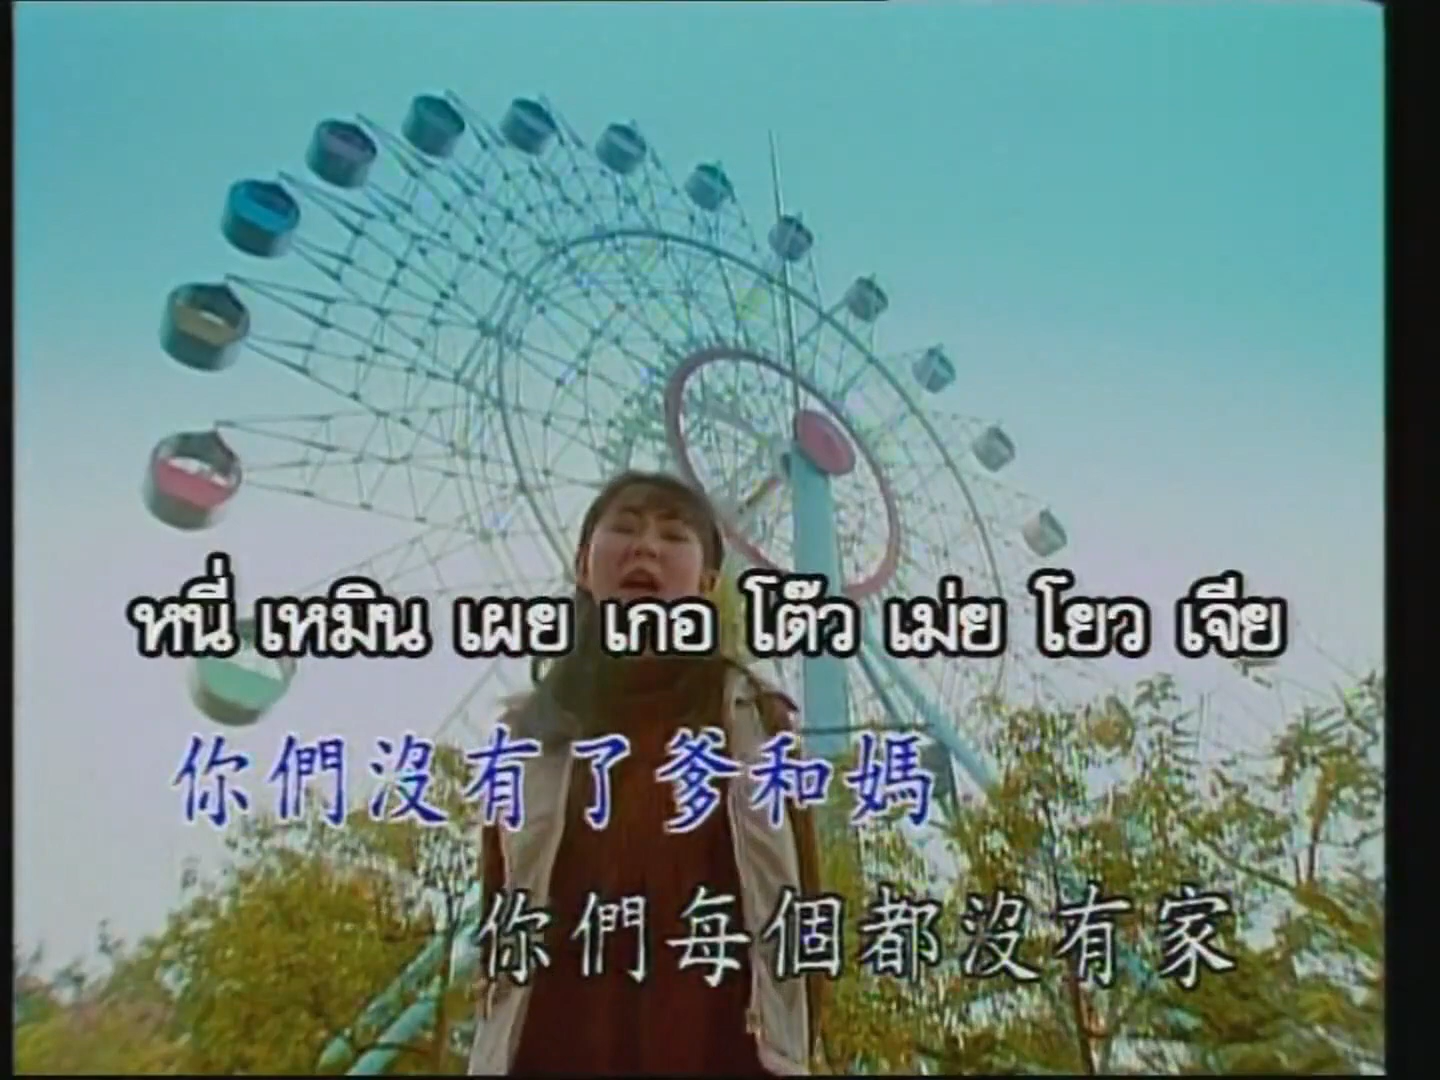 หนี่ เหมิน เผย เกอ โต๊ว เม่ย โยว เจีย
你們沒有了爹和媽
你們每個都沒有家